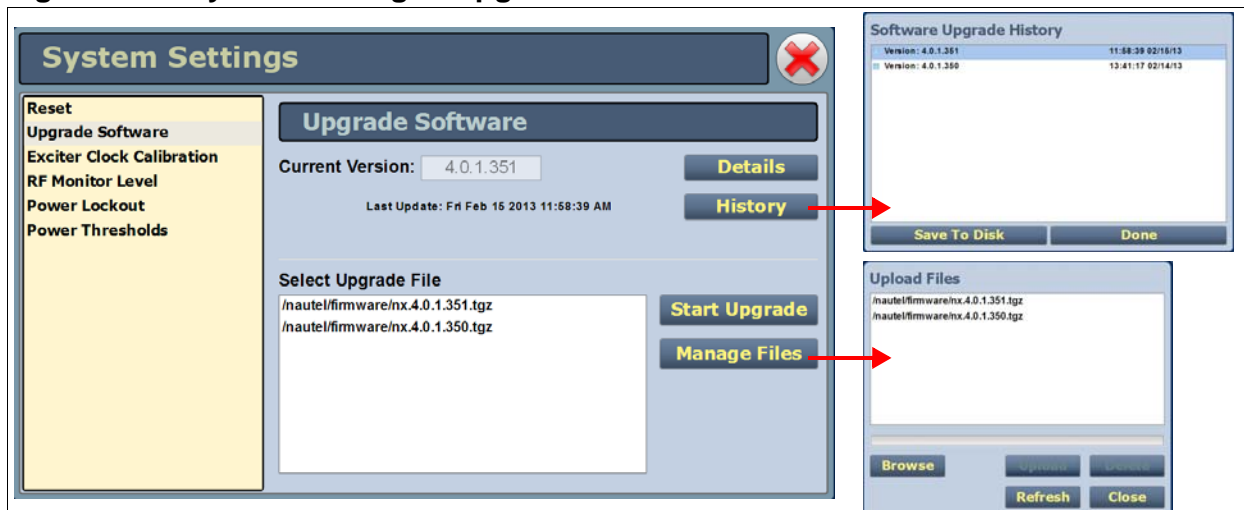 System Settings
Reset
Upgrade Software
Exciter Clock Calibration
RF Monitor Level
Power Lockout
Power Thresholds
Upgrade Software
Current Version: 4.0.1.351
Details
Last Update: Fri Feb 15 2013 11:58:39 AM
History
Select Upgrade File
/nautel/firmware/nx.4.0.1.351.tgz
/nautel/firmware/nx.4.0.1.350.tgz
Start Upgrade
Manage Files
Software Upgrade History
Version: 4.0.1.351 11:58:39 02/15/13
Version: 4.0.1.350 13:41:17 02/14/13
Save To Disk Done
Upload Files
/nautel/firmware/nx.4.0.1.351.tgz
/nautel/firmware/nx.4.0.1.350.tgz
Browse Upload Delete
Refresh Close